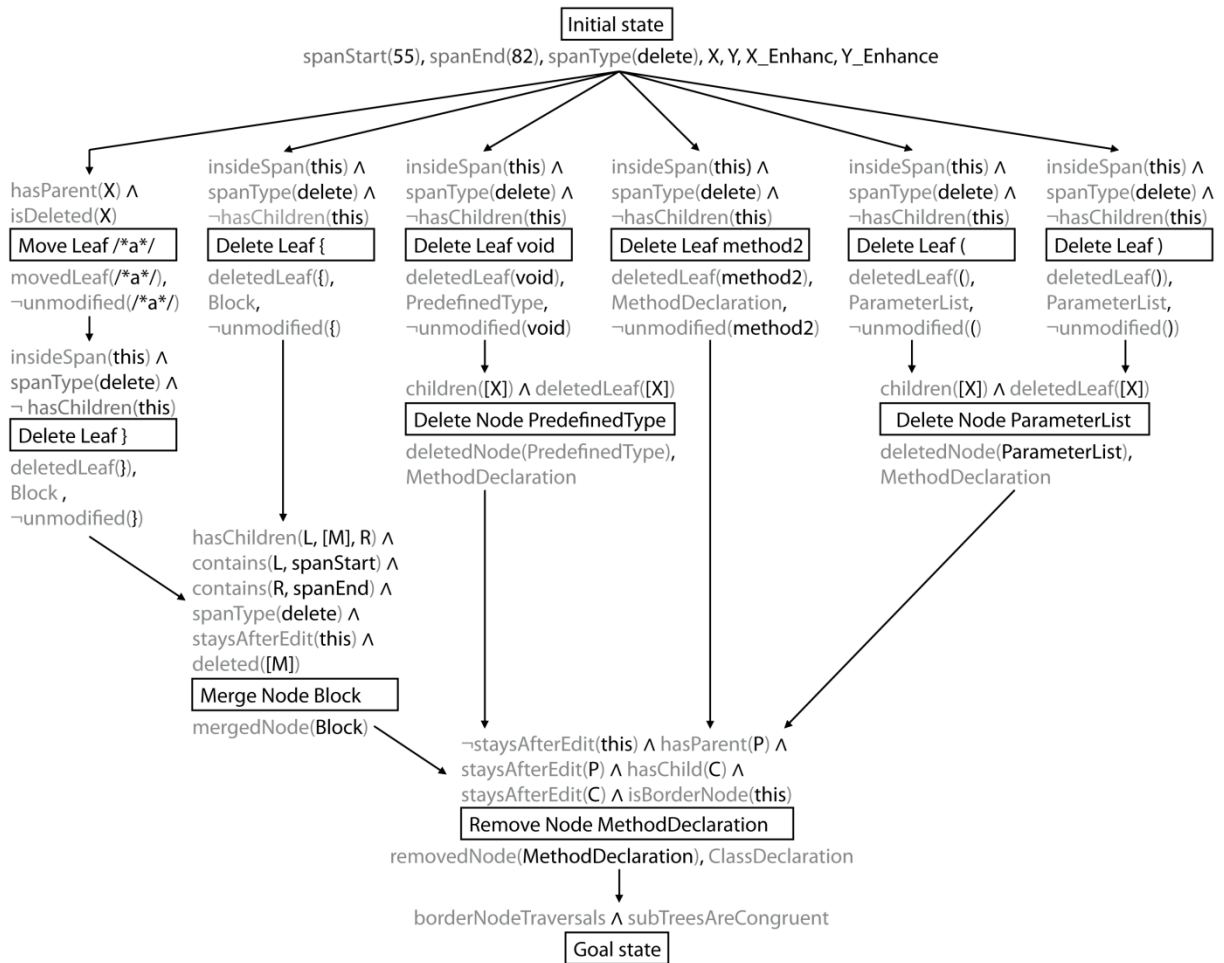 Initial state
spanStart(55), spanEnd(82), spanType(delete), X, Y, X_Enhanc, Y_Enhance
hasParent(X) ∧
isDeleted(X)
Move Leaf /*a*/
movedLeaf(/*a*/),
¬unmodified(/*a*/)
insideSpan(this) ∧
spanType(delete) ∧
¬ hasChildren(this)
Delete Leaf }
deletedLeaf(}),
Block ,
¬unmodified(})
insideSpan(this) ∧
spanType(delete) ∧
¬hasChildren(this)
Delete Leaf {
deletedLeaf({),
Block,
¬unmodified({)
hasChildren(L, [M], R) ∧
contains(L, spanStart) ∧
contains(R, spanEnd) ∧
spanType(delete) ∧
staysAfterEdit(this) ∧
deleted([M])
Merge Node Block
mergedNode(Block)
insideSpan(this) ∧
spanType(delete) ∧
¬hasChildren(this)
Delete Leaf void
deletedLeaf(void),
PredefinedType,
¬unmodified(void)
children([X]) ∧ deletedLeaf([X])
Delete Node PredefinedType
deletedNode(PredefinedType),
MethodDeclaration
insideSpan(this) ∧
spanType(delete) ∧
¬hasChildren(this)
Delete Leaf method2
deletedLeaf(method2),
MethodDeclaration,
¬unmodified(method2)
insideSpan(this) ∧
spanType(delete) ∧
¬hasChildren(this)
Delete Leaf (
deletedLeaf((),
ParameterList,
¬unmodified((
insideSpan(this) ∧
spanType(delete) ∧
¬hasChildren(this)
Delete Leaf )
deletedLeaf()),
ParameterList,
¬unmodified())
children([X]) ∧ deletedLeaf([X])
Delete Node ParameterList
deletedNode(ParameterList),
MethodDeclaration
¬staysAfterEdit(this) ∧ hasParent(P) ∧
staysAfterEdit(P) ∧ hasChild(C) ∧
staysAfterEdit(C) ∧ isBorderNode(this)
Remove Node MethodDeclaration
removedNode(MethodDeclaration), ClassDeclaration
borderNodeTraversals ∧ subTreesAreCongruent
Goal state